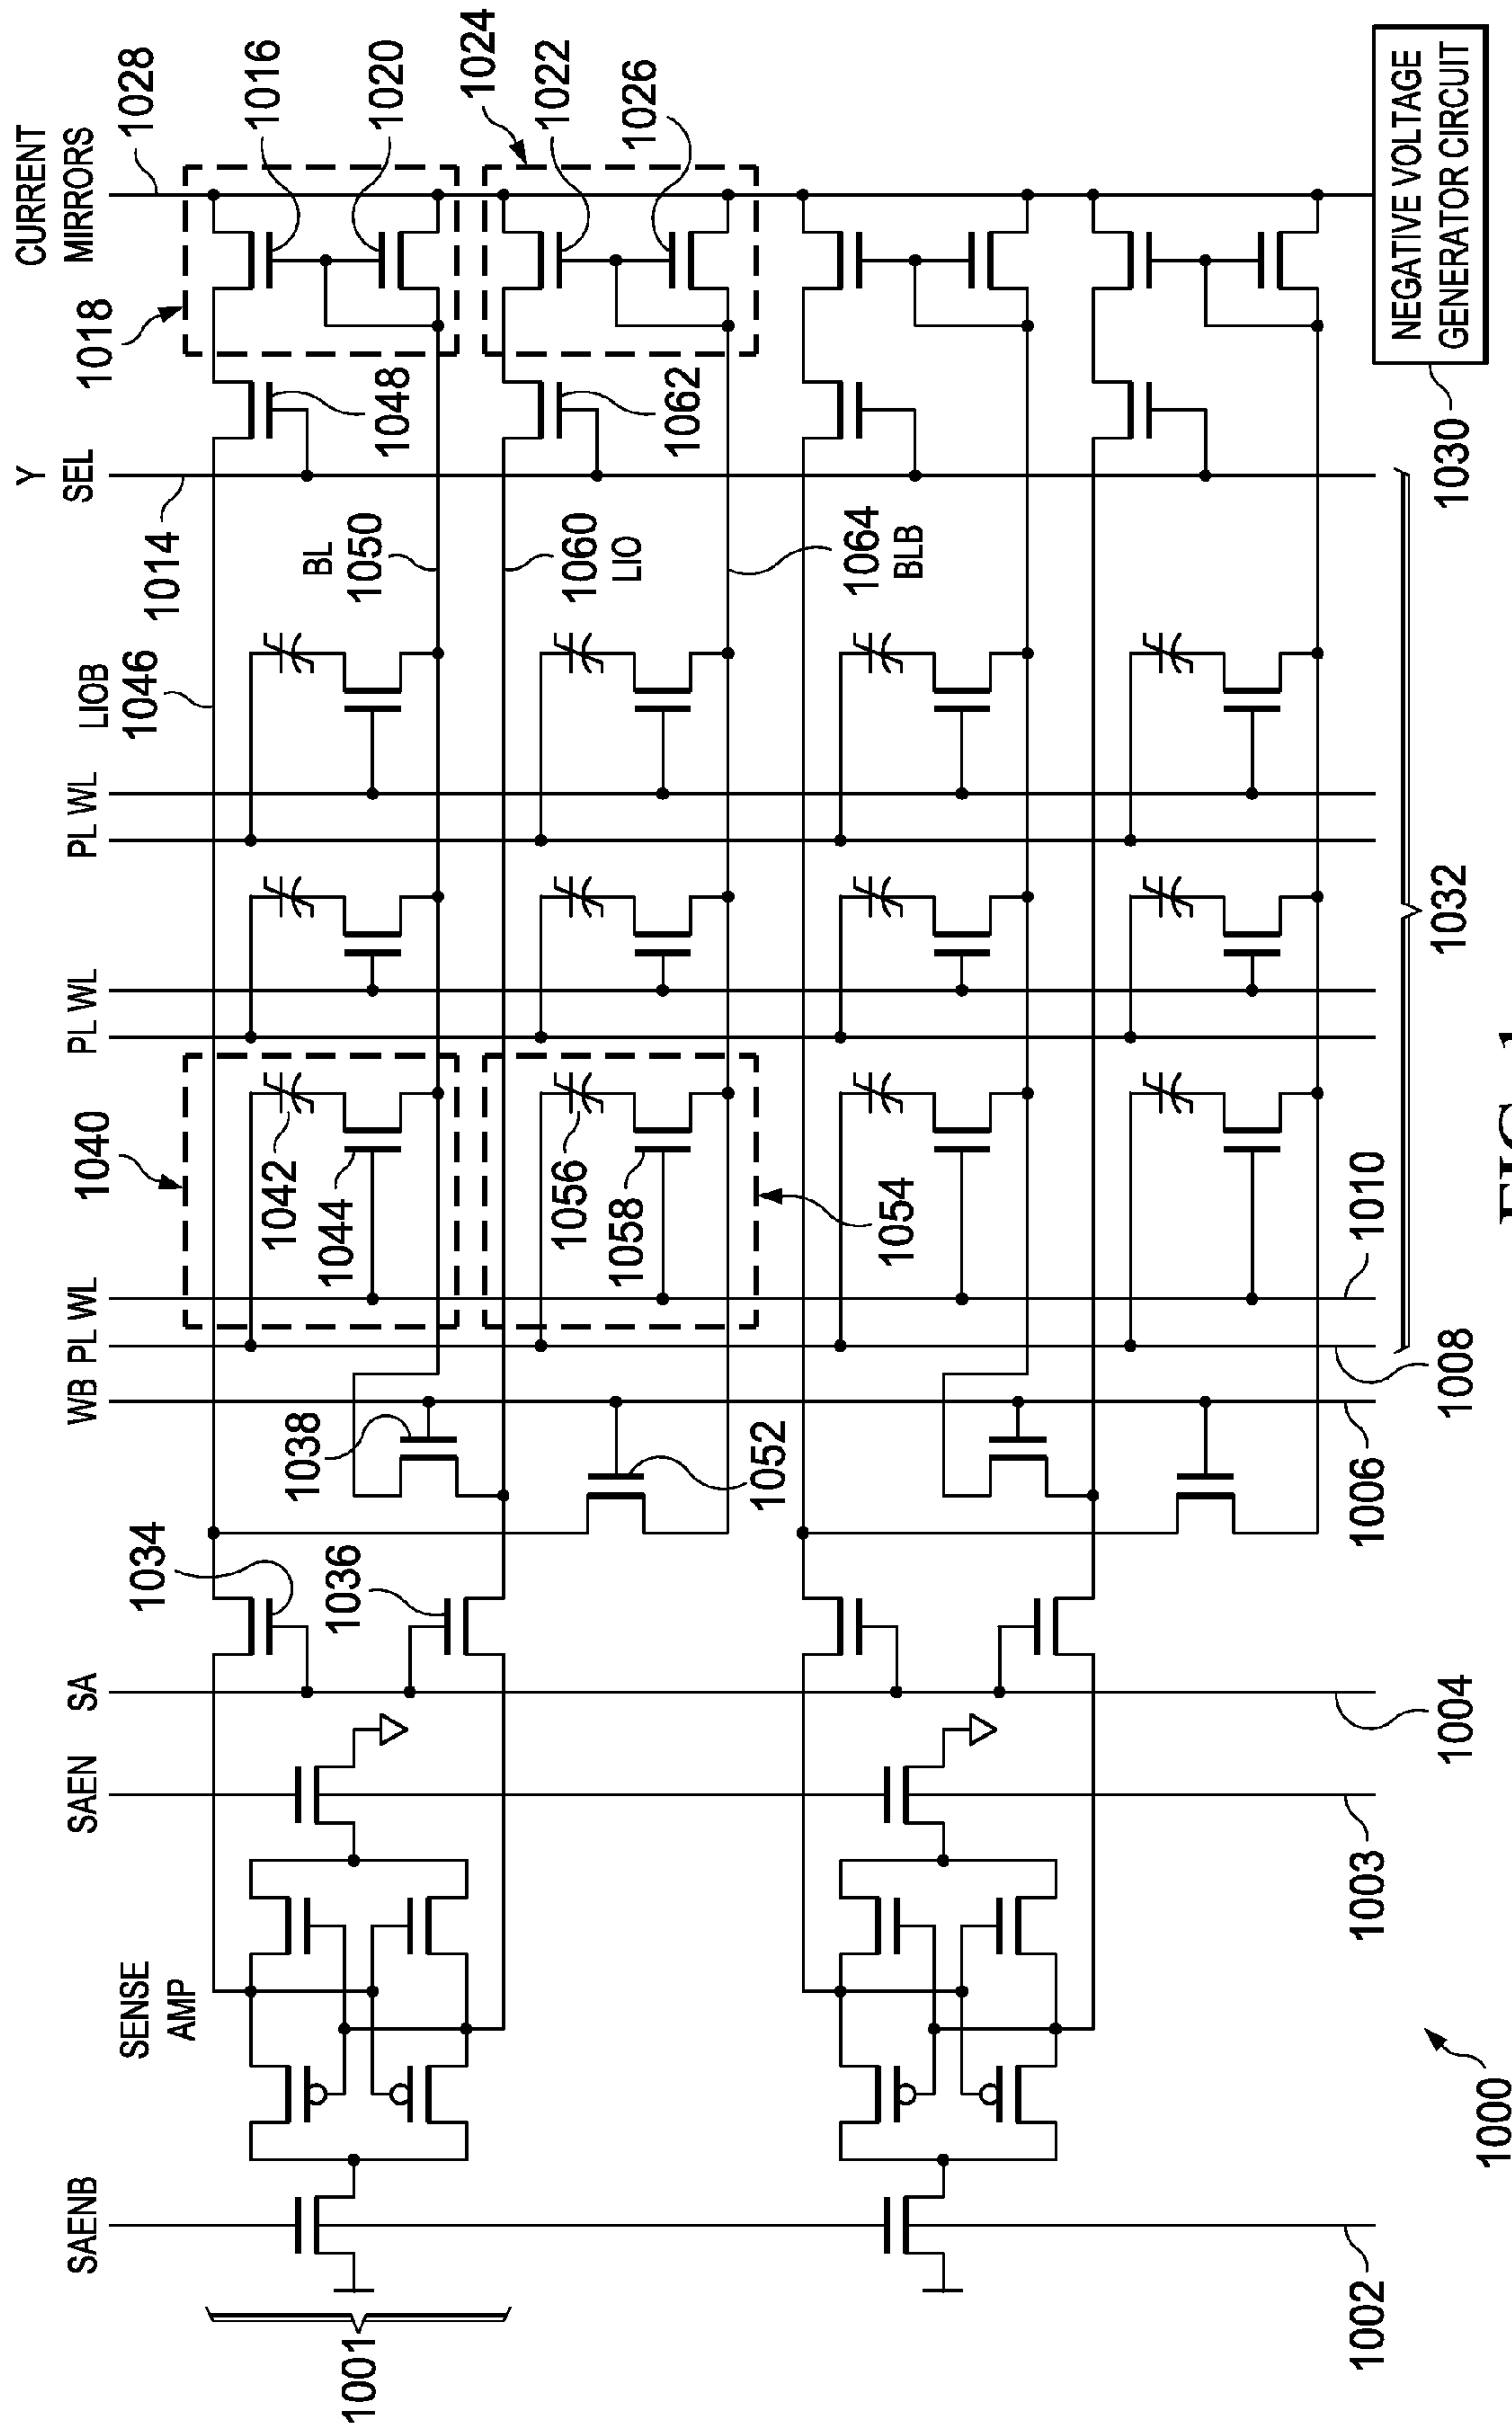 CURRENT
MIRRORS
1028
1016
1020
1024
1022
1026
1018
1048
1062
Y
SEL
1014
BL
1050
1060
LIO
1064
BLB
LIOB
1046
NEGATIVE VOLTAGE
GENERATOR CIRCUIT
1030
PL WL
PL WL
1032
1040
1042
1044
1056
1058
1054
1010
WB PL WL
1008
1038
1052
1006
1034
1036
SA
1004
SAEN
1003
SENSE
AMP
SAENB
1001
1002
1000